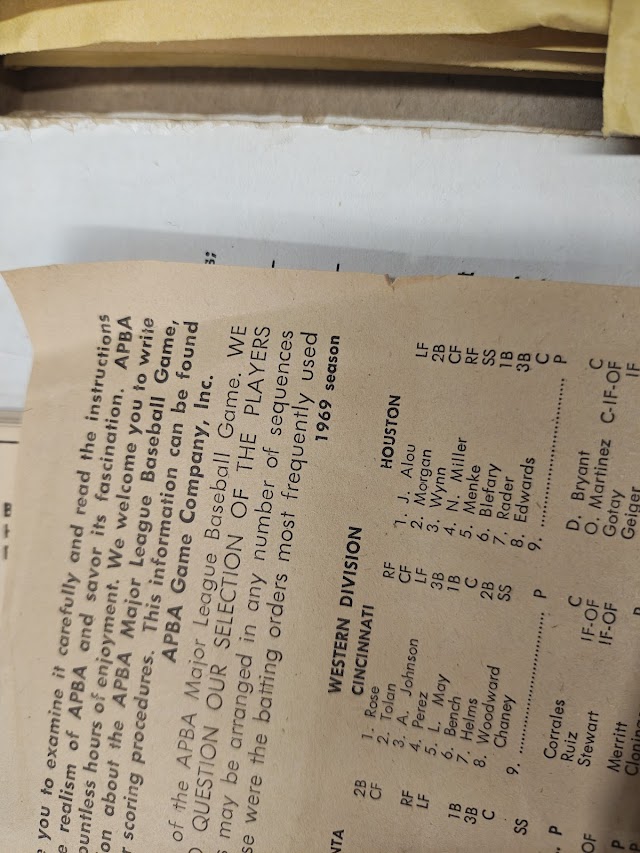 you to examine it carefully and read the instructions
realism of APBA and savor its fascination. APBA
hours of enjoyment. We welcome you to write
about the APBA Major League Baseball Game,
scoring procedures. This information can be found
APBA Game Company, Inc.
of the APBA Major League Baseball Game. WE
QUESTION OUR SELECTION OF THE PLAYERS
may be arranged in any number of sequences
were the batting orders most frequently used
1969 season
WESTERN DIVISION
CINCINNATI
1. Rose RF
2. Tolan CF
3. A. Johnson LF
4. Perez 3B
5. L. May 1B
6. Bench C
7. Helms 2B
8. Woodward
Chaney SS
9. ............ P
Corrales C
Ruiz IF-OF
Stewart IF-OF
Merritt P
HOUSTON
1. J. Alou LF
2. Morgan 2B
3. Wynn CF
4. N. Miller RF
5. Menke SS
6. Blefary 1B
7. Rader 3B
8. Edwards C
9. ............ P
D. Bryant C
O. Martinez C-IF-OF
Gotay IF
Geiger
2B
CF
RF
LF
1B
3B
C
SS
P